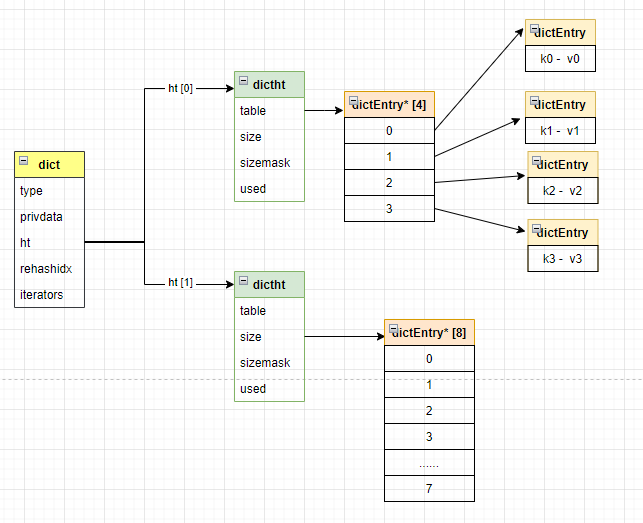 dict
type
privdata
ht
rehashidx
iterators
ht [0]
dictht
table
size
sizemask
used
dictEntry* [4]
0
1
2
3
dictEntry
k0 - v0
dictEntry
k1 - v1
dictEntry
k2 - v2
dictEntry
k3 - v3
ht [1]
dictht
table
size
sizemask
used
dictEntry* [8]
0
1
2
3
......
7